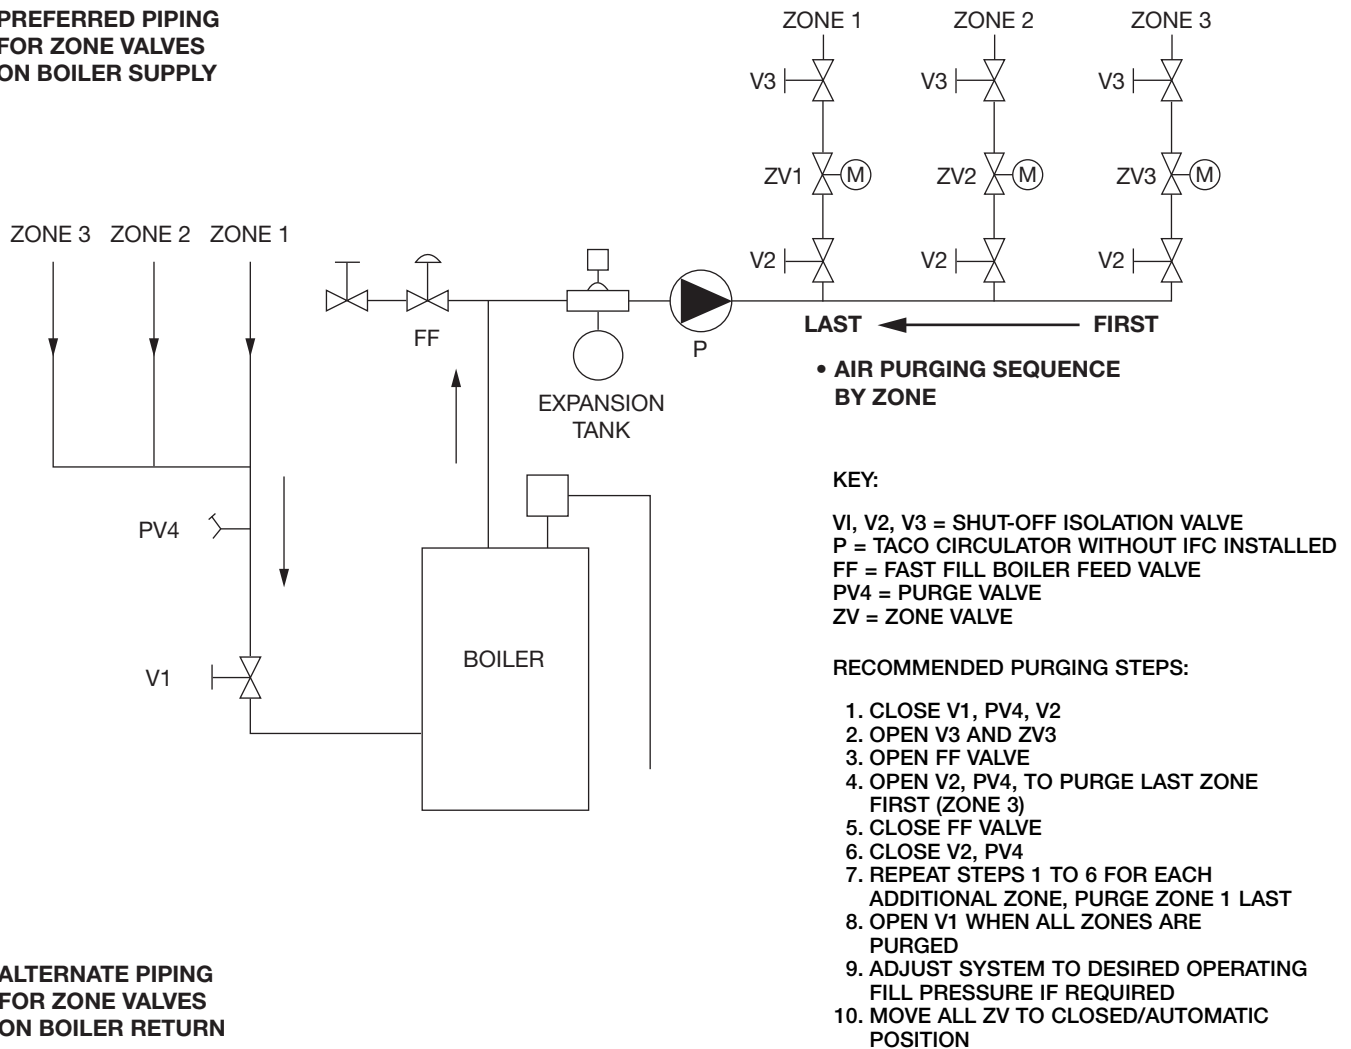 PREFERRED PIPING
FOR ZONE VALVES
ON BOILER SUPPLY
ZONE 1 ZONE 2 ZONE 3
V3 V3 V3
ZV1 M ZV2 M ZV3 M
ZONE 3 ZONE 2 ZONE 1
V2 V2 V2
FF
P
LAST FIRST
• AIR PURGING SEQUENCE
BY ZONE
EXPANSION
TANK
PV4
V1
BOILER
KEY:
VI, V2, V3 = SHUT-OFF ISOLATION VALVE
P = TACO CIRCULATOR WITHOUT IFC INSTALLED
FF = FAST FILL BOILER FEED VALVE
PV4 = PURGE VALVE
ZV = ZONE VALVE
RECOMMENDED PURGING STEPS:
1. CLOSE V1, PV4, V2
2. OPEN V3 AND ZV3
3. OPEN FF VALVE
4. OPEN V2, PV4, TO PURGE LAST ZONE
FIRST (ZONE 3)
5. CLOSE FF VALVE
6. CLOSE V2, PV4
7. REPEAT STEPS 1 TO 6 FOR EACH
ADDITIONAL ZONE, PURGE ZONE 1 LAST
8. OPEN V1 WHEN ALL ZONES ARE
PURGED
9. ADJUST SYSTEM TO DESIRED OPERATING
FILL PRESSURE IF REQUIRED
10. MOVE ALL ZV TO CLOSED/AUTOMATIC
POSITION
ALTERNATE PIPING
FOR ZONE VALVES
ON BOILER RETURN